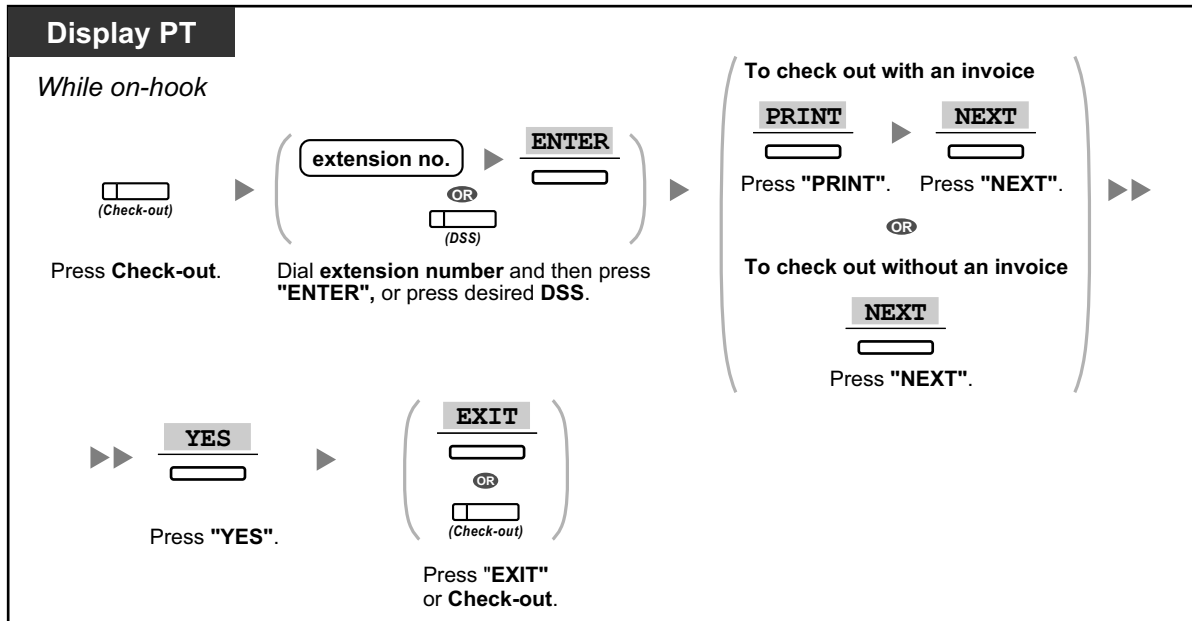 Display PT
While on-hook
(Check-out)
Press Check-out.
extension no.
ENTER
OR
(DSS)
Dial extension number and then press
"ENTER", or press desired DSS.
To check out with an invoice
PRINT
NEXT
Press "PRINT".
Press "NEXT".
OR
To check out without an invoice
NEXT
Press "NEXT".
YES
Press "YES".
EXIT
OR
(Check-out)
Press "EXIT"
or Check-out.